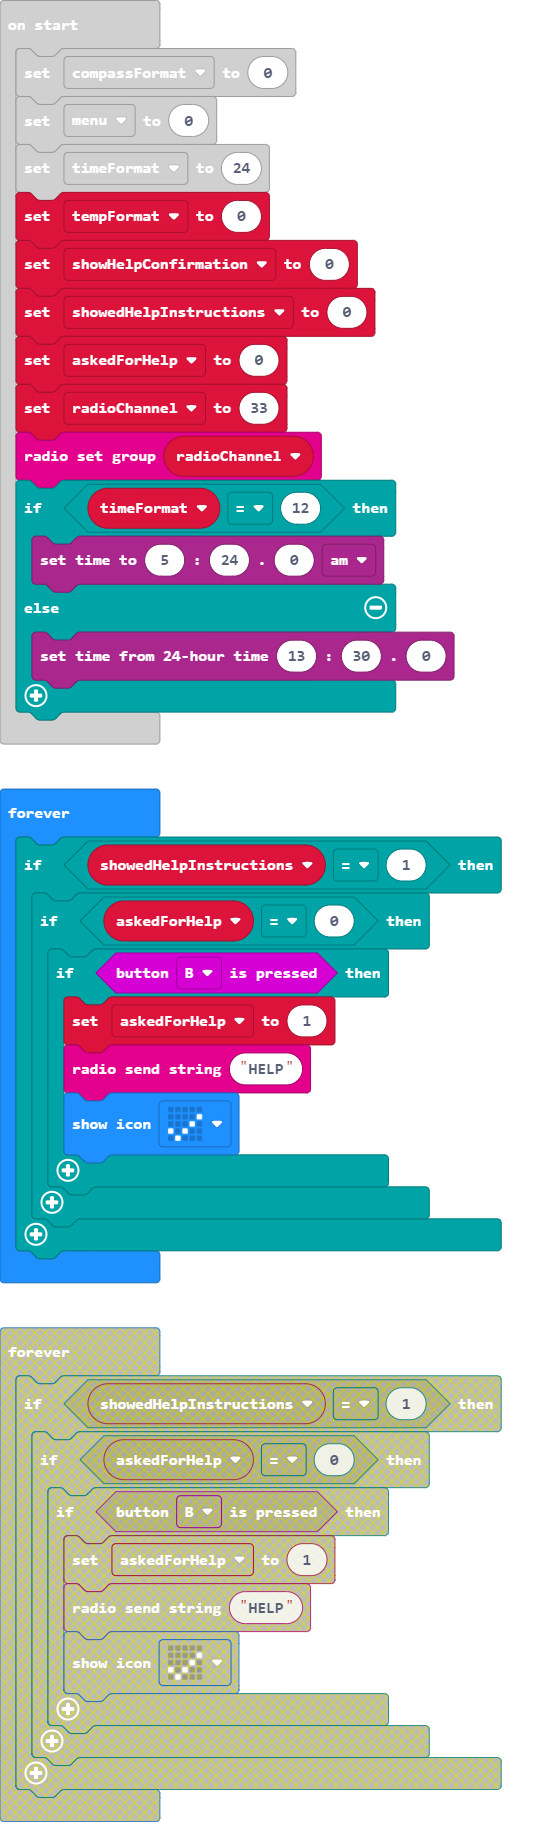 on start
set compassFormat to 0
set menu to 0
set timeFormat to 24
set tempFormat to 0
set showHelpConfirmation to 0
set showedHelpInstructions to 0
set askedForHelp to 0
set radioChannel to 33
radio set group radioChannel
if timeFormat = 12 then
set time to 5 : 24 . 0 am
else
set time from 24-hour time 13 : 30 . 0
forever
if showedHelpInstructions = 1 then
if askedForHelp = 0 then
if button B is pressed then
set askedForHelp to 1
radio send string "HELP"
show icon
forever
if showedHelpInstructions = 1 then
if askedForHelp = 0 then
if button B is pressed then
set askedForHelp to 1
radio send string "HELP"
show icon